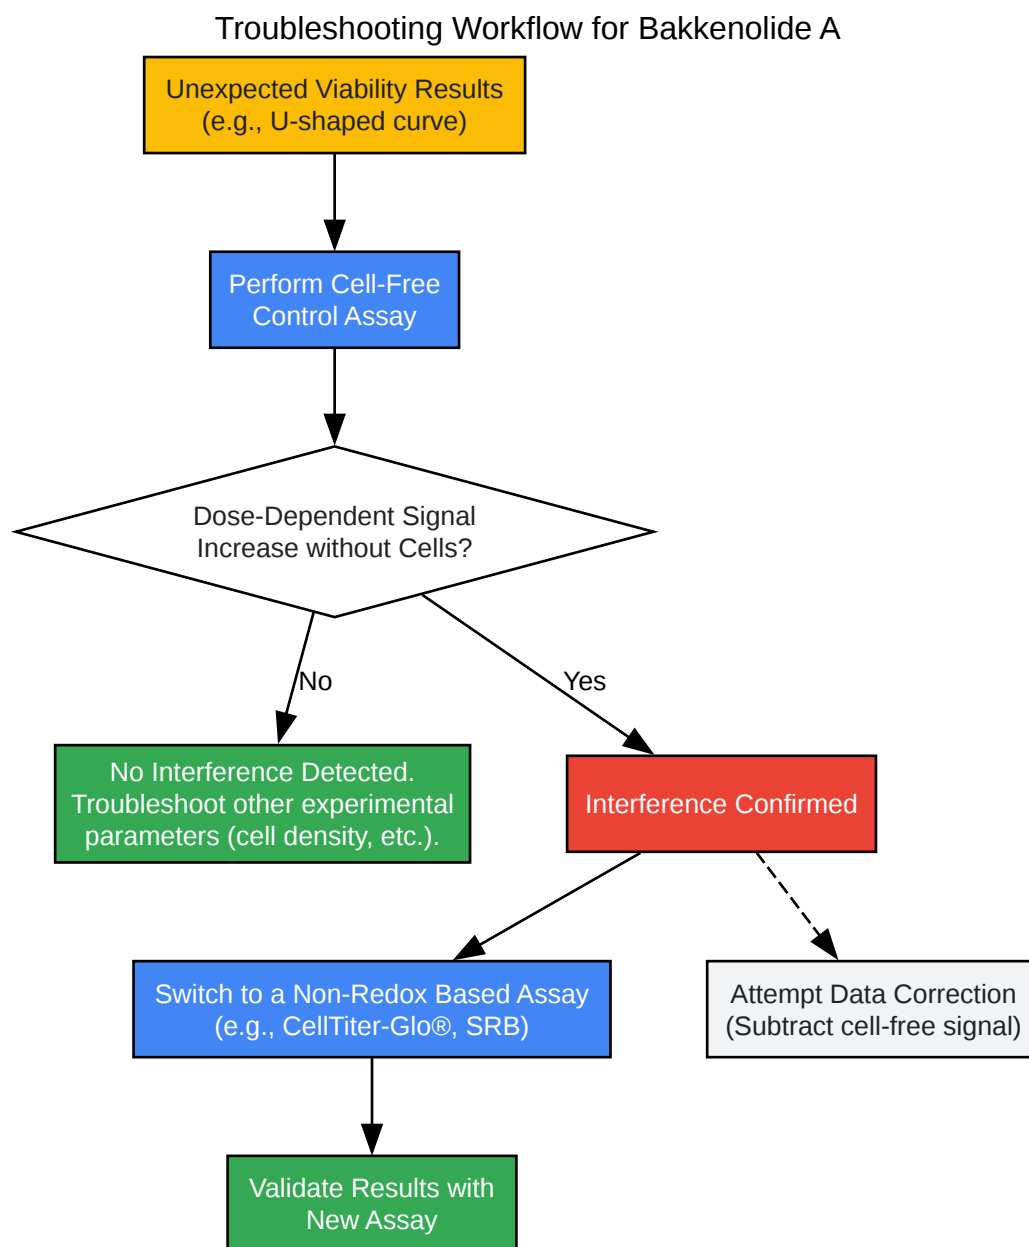 Troubleshooting Workflow for Bakkenolide A
Unexpected Viability Results
(e.g., U-shaped curve)
Perform Cell-Free
Control Assay
Dose-Dependent Signal
Increase without Cells?
No
Yes
No Interference Detected.
Troubleshoot other experimental
parameters (cell density, etc.).
Interference Confirmed
Switch to a Non-Redox Based Assay
(e.g., CellTiter-Glo®, SRB)
Attempt Data Correction
(Subtract cell-free signal)
Validate Results with
New Assay